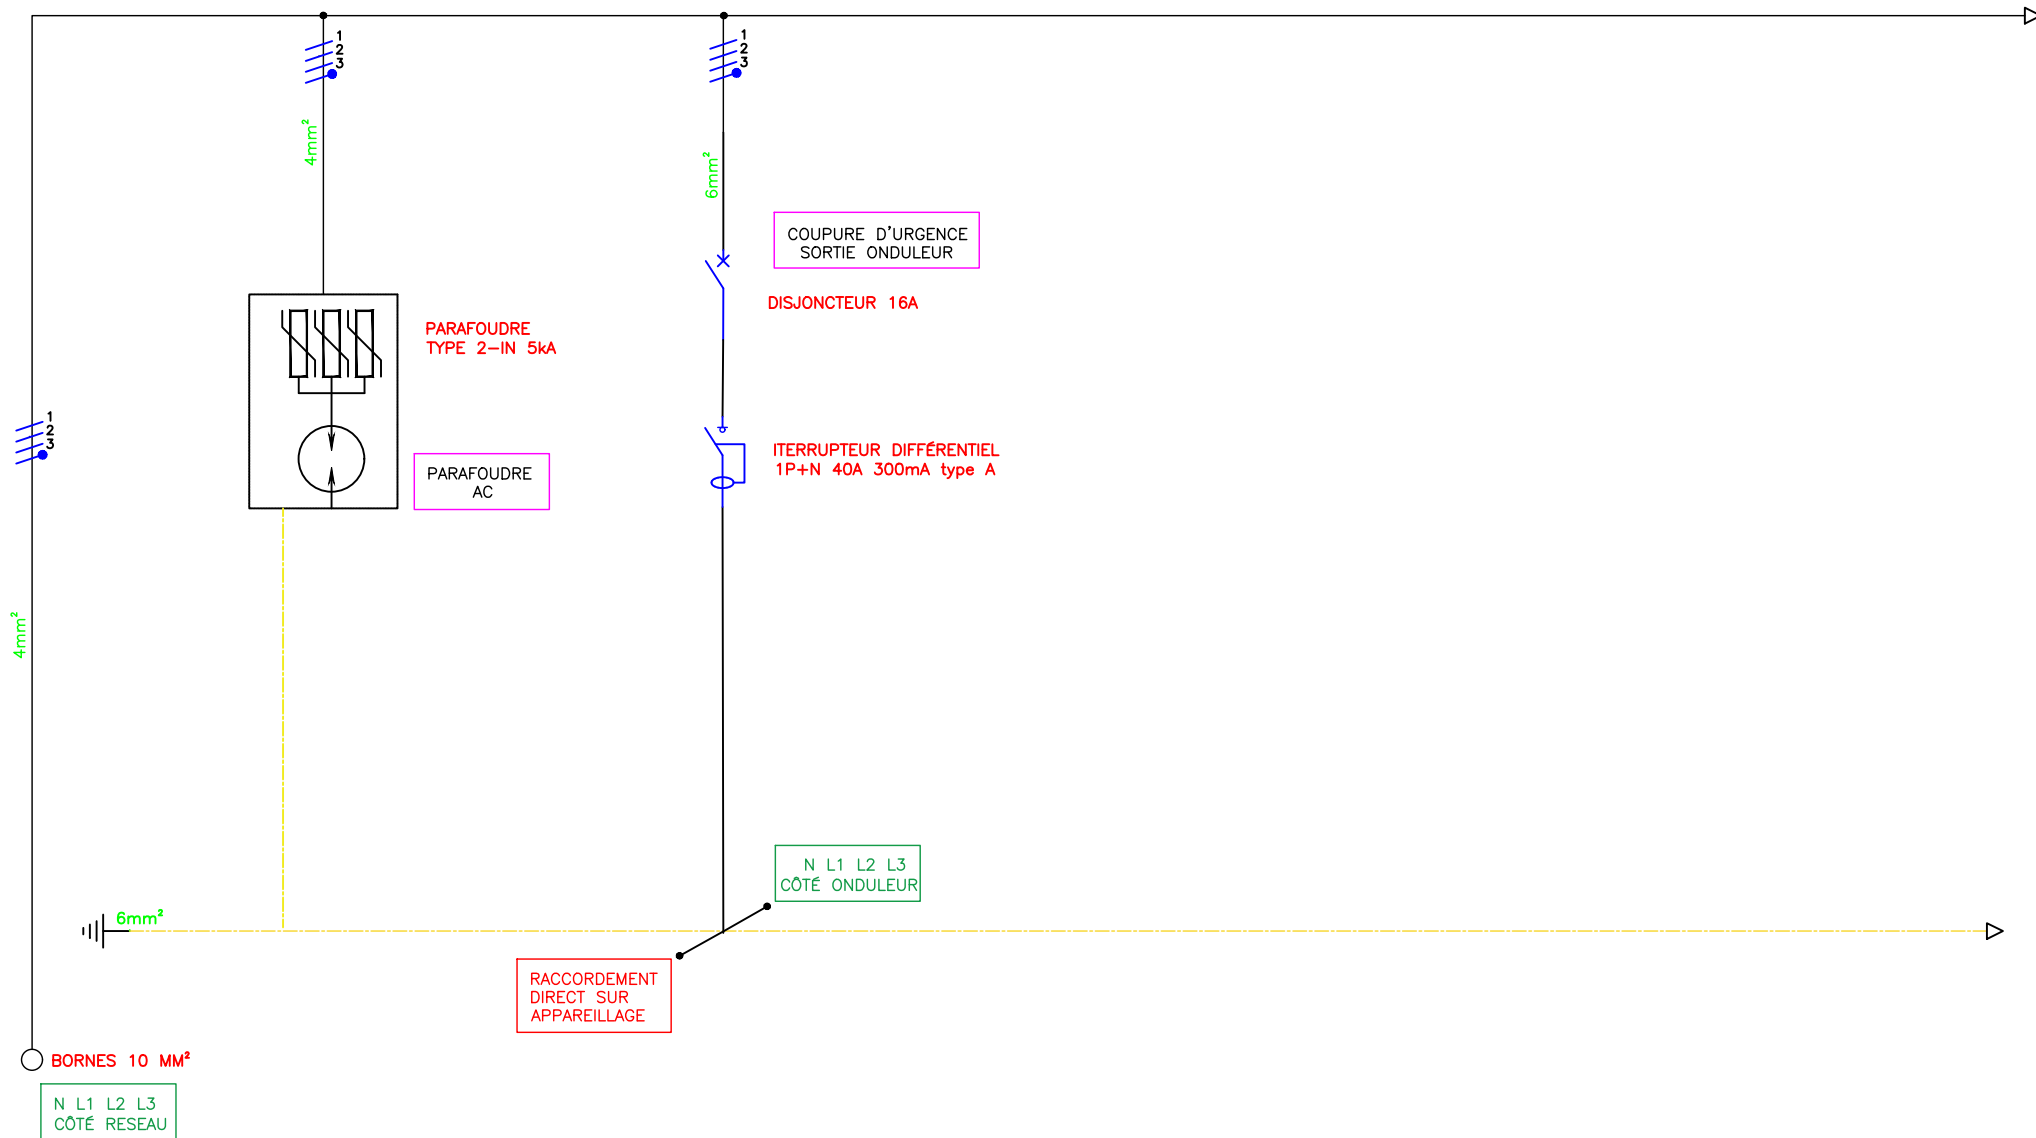 1
2
3
4mm²
1
2
3
6mm²
COUPURE D'URGENCE
SORTIE ONDULEUR
DISJONCTEUR 16A
PARAFOUDRE
TYPE 2-IN 5kA
1
2
3
PARAFOUDRE
AC
ITERRUPTEUR DIFFÉRENTIEL
1P+N 40A 300mA type A
4mm²
N L1 L2 L3
CÔTÉ ONDULEUR
6mm²
RACCORDEMENT
DIRECT SUR
APPAREILLAGE
BORNES 10 MM²
N L1 L2 L3
CÔTÉ RESEAU